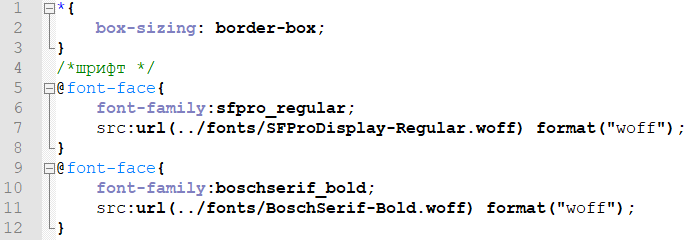 1 *{
2 box-sizing: border-box;
3 }
4 /*шрифт */
5 @font-face{
6 font-family:sfpro_regular;
7 src:url(../fonts/SFProDisplay-Regular.woff) format("woff");
8 }
9 @font-face{
10 font-family:boschserif_bold;
11 src:url(../fonts/BoschSerif-Bold.woff) format("woff");
12 }